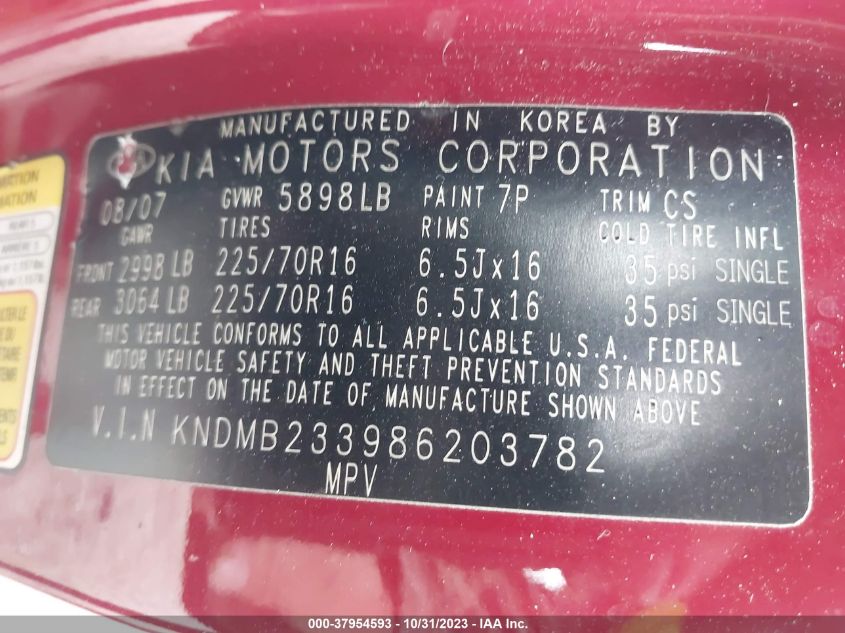 MANUFACTURED IN KOREA BY
KIA MOTORS CORPORATION
08/07 GVWR 5898LB PAINT 7P TRIM CS
GAWR TIRES RIMS COLD TIRE INFL
FRONT 2998 LB 225/70R16 6.5Jx16 35 psi SINGLE
REAR 3064 LB 225/70R16 6.5Jx16 35 psi SINGLE
THIS VEHICLE CONFORMS TO ALL APPLICABLE U.S.A. FEDERAL
MOTOR VEHICLE SAFETY AND THEFT PREVENTION STANDARDS
IN EFFECT ON THE DATE OF MANUFACTURE SHOWN ABOVE
V.I.N KNDMB233986203782
MPV
000-37954593 - 10/31/2023 - IAAI.com.